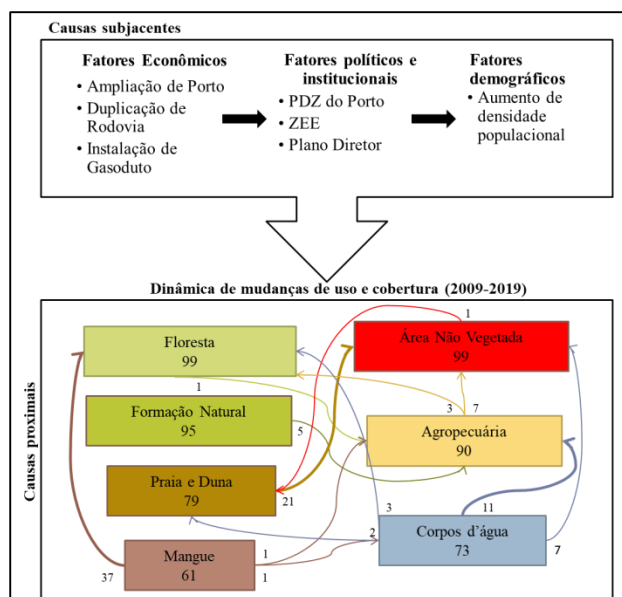 Causas subjacentes
Fatores Econômicos
• Ampliação de Porto
• Duplicação de
Rodovia
• Instalação de
Gasoduto
Fatores políticos e
institucionais
• PDZ do Porto
• ZEE
• Plano Diretor
Fatores
demográficos
• Aumento de
densidade
populacional
Dinâmica de mudanças de uso e cobertura (2009-2019)
Causas proximais
1
Floresta
99
Área Não Vegetada
99
1
3
7
Formação Natural
95
5
Agropecuária
90
Praia e Duna
79
21
3
11
2
Corpos d'água
73
7
Mangue
61
1
1
37